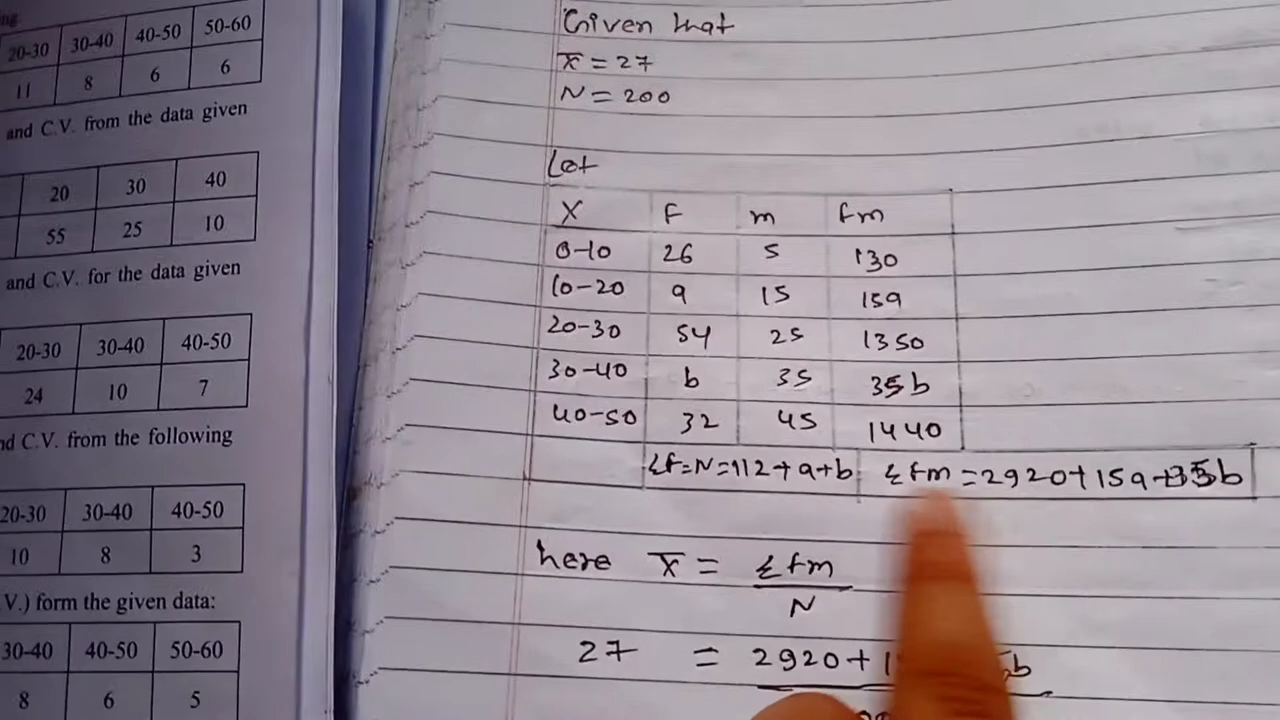 ng
20-30 30-40 40-50 50-60
11 8 6 6
and C.V. from the data given
20 30 40
55 25 10
and C.V. for the data given
20-30 30-40 40-50
24 10 7
nd C.V. from the following
20-30 30-40 40-50
10 8 3
V.) form the given data:
30-40 40-50 50-60
8 6 5
Given that
x̅ = 27
N = 200
Let
X F m fm
0-10 26 5 130
10-20 a 15 15a
20-30 54 25 1350
30-40 b 35 35b
40-50 32 45 1440
Σf=N=112+a+b Σfm=2920+15a+35b
here x̅ = Σfm
N
27 = 2920+1 b